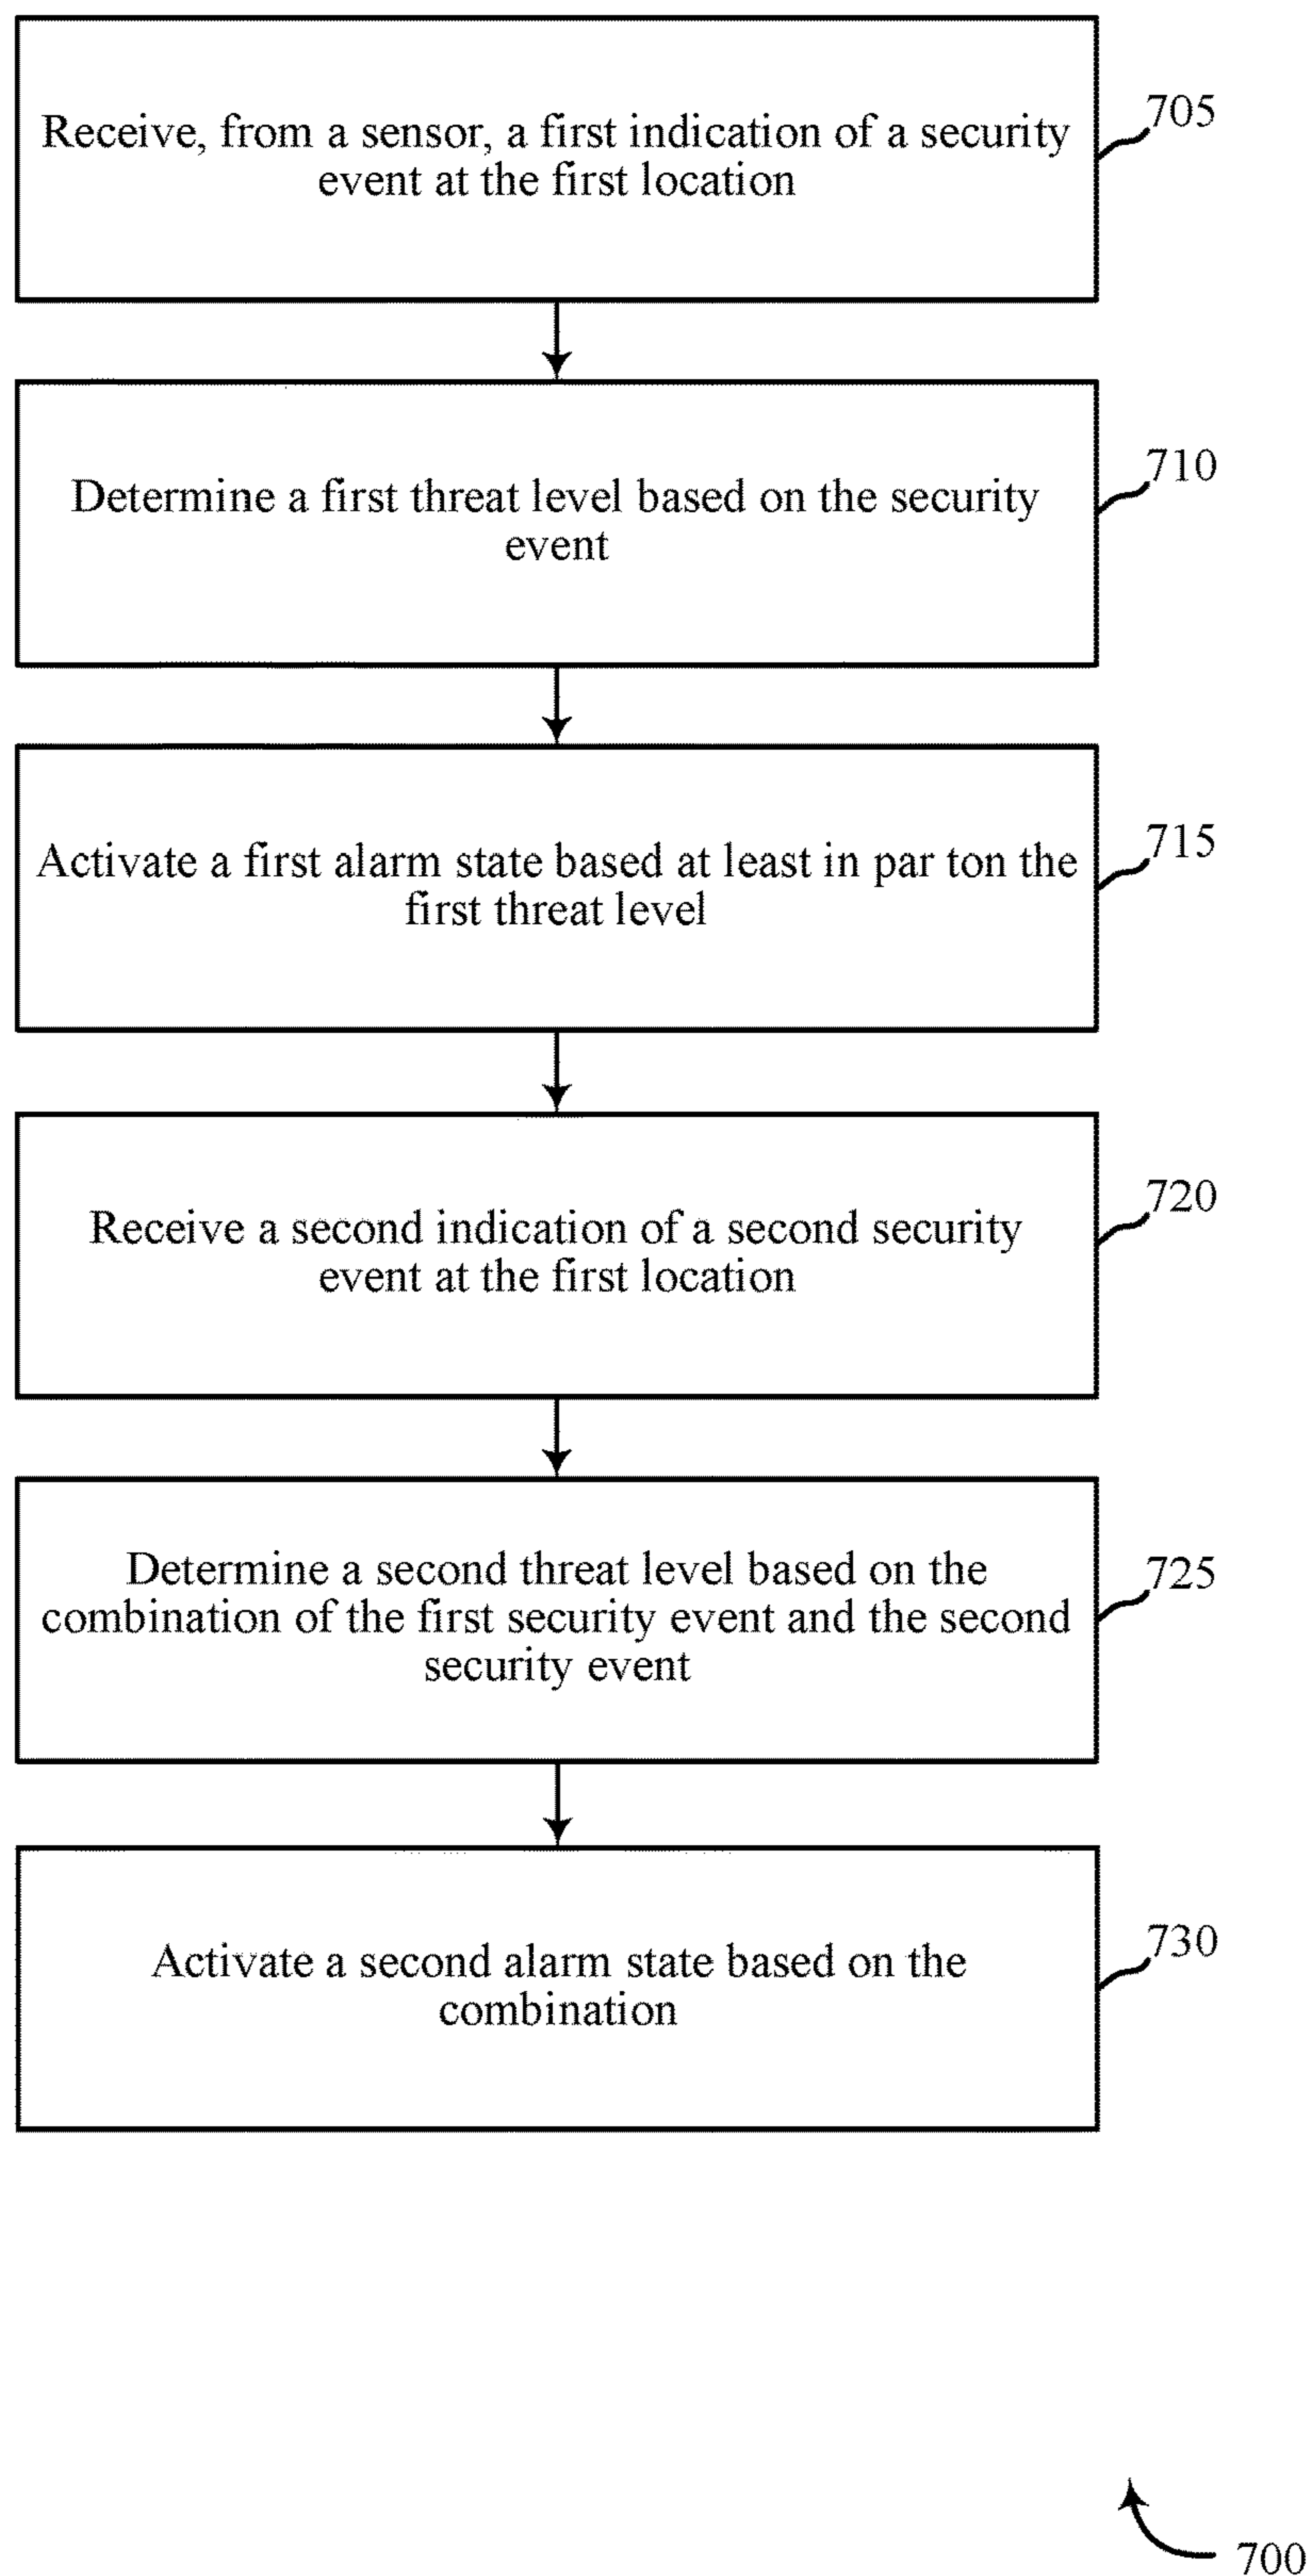 Receive, from a sensor, a first indication of a security
event at the first location
705
Determine a first threat level based on the security
event
710
Activate a first alarm state based at least in par ton the
first threat level
715
Receive a second indication of a second security
event at the first location
720
Determine a second threat level based on the
combination of the first security event and the second
security event
725
Activate a second alarm state based on the
combination
730
700